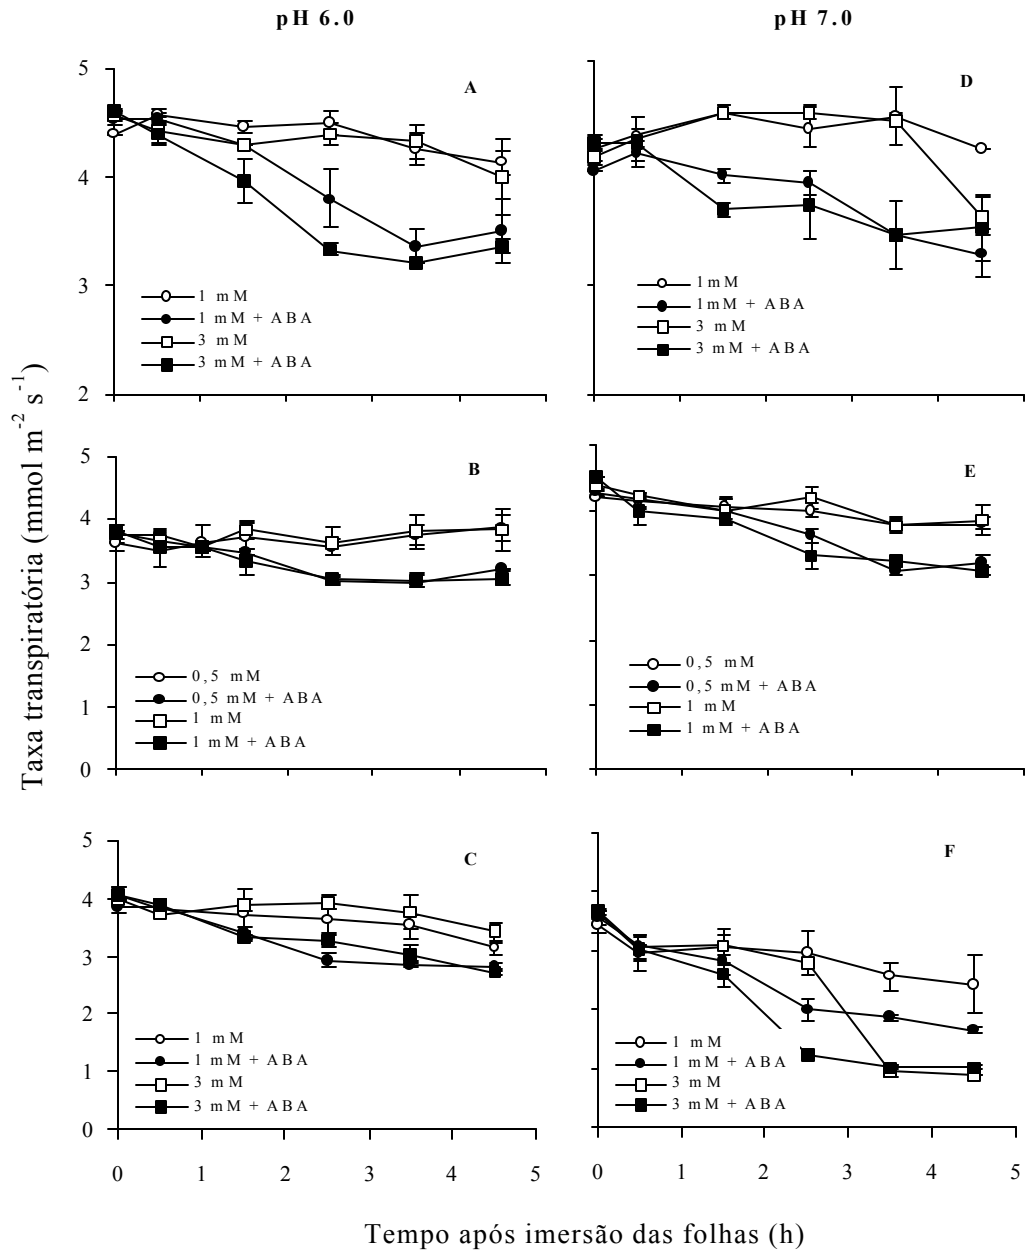 pH 6.0
pH 7.0
Taxa transpiratória (mmol m⁻² s⁻¹)
5
4
3
2
A
1 mM
1 mM + ABA
3 mM
3 mM + ABA
D
1mM
1mM + ABA
3 mM
3 mM + ABA
5
4
3
2
1
0
B
0,5 mM
0,5 mM + ABA
1 mM
1 mM + ABA
E
0,5 mM
0,5 mM + ABA
1 mM
1 mM + ABA
5
4
3
2
1
0
C
1 mM
1 mM + ABA
3 mM
3 mM + ABA
F
1 mM
1 mM + ABA
3 mM
3 mM + ABA
0 1 2 3 4 5
0 1 2 3 4 5
Tempo após imersão das folhas (h)